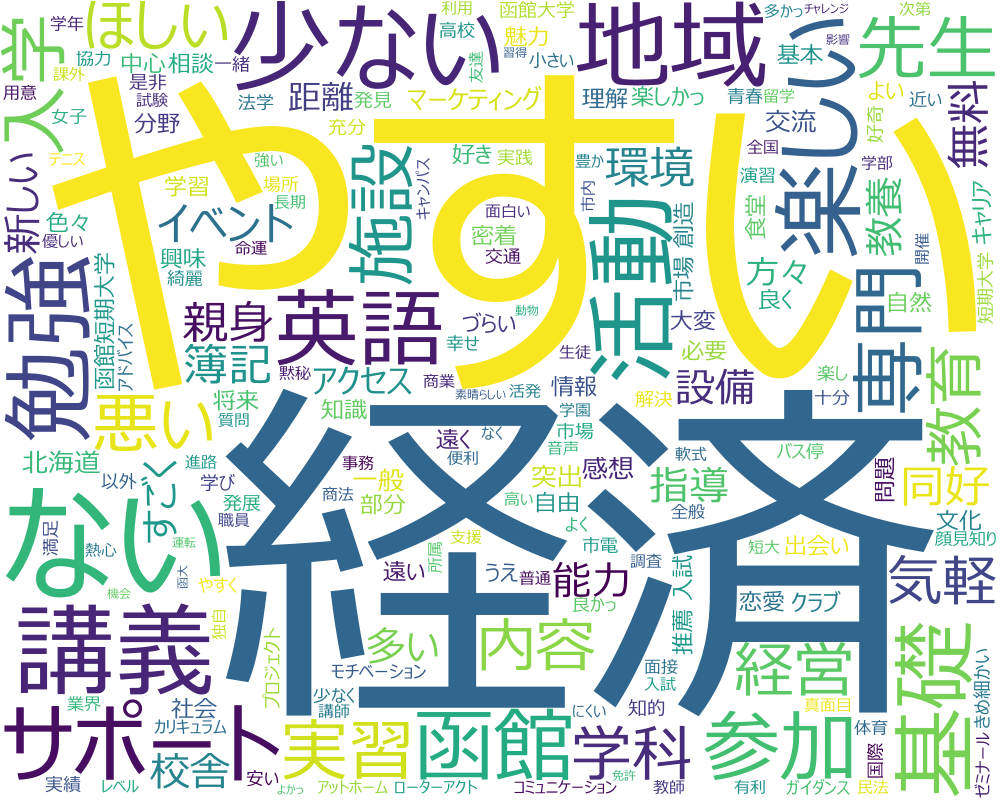 経済
やすい
ない
少ない
地域
楽しい
先生
講義
サポート
英語
勉強
活動
専門
基礎
函館
実習
参加
学科
悪い
施設
教育
内容
ほしい
学
人
新しい
すごく
イベント
親身
簿記
環境
距離
無料
教養
気軽
同好
経営
指導
設備
能力
校舎
多い
アクセス
方々
中心
相談
一緒
協力
学年
課外
用意
女子
テニス
是非
試験
分野
法学
発見
充分
マーケティング
好き
実践
友達
習得
小さい
高校
利用
函館大学
魅力
基本
多かっ
チャレンジ
影響
次第
理解
楽しかっ
豊か
市内
青春
留学
交流
全国
演習
食堂
学部
好奇
よい
近い
キャリア
短期大学
開催
自然
良く
市場
創造
大変
必要
密着
面白い
交通
キャンパス
動物
づらい
幸せ
生徒
商業
素晴らしい
活発
情報
黙秘
命運
興味
綺麗
学習
場所
長期
強い
色々
優しい
函館短期大学
アドバイス
将来
質問
知識
北海道
以外
進路
学び
発展
職員
商法
事務
一般
部分
遠く
便利
なく
学園
音声
市場
突出
感想
自由
高い
よく
市電
支援
所属
遠い
うえ
普通
良かっ
調査
全般
軟式
解決
バス停
楽し
十分
問題
文化
顔見知り
出会い
短大
入試
推薦
恋愛
クラブ
面接
入試
知的
にくい
真面目
体育
国際
ゼミナール
きめ細かい
民法
ガイダンス
有利
教師
免許
コミュニケーション
ローターアクト
アットホーム
モチベーション
少なく
講師
プロジェクト
独自
やすく
函大
運転
機会
熱心
満足
社会
業界
カリキュラム
実績
レベル
安い
よかっ